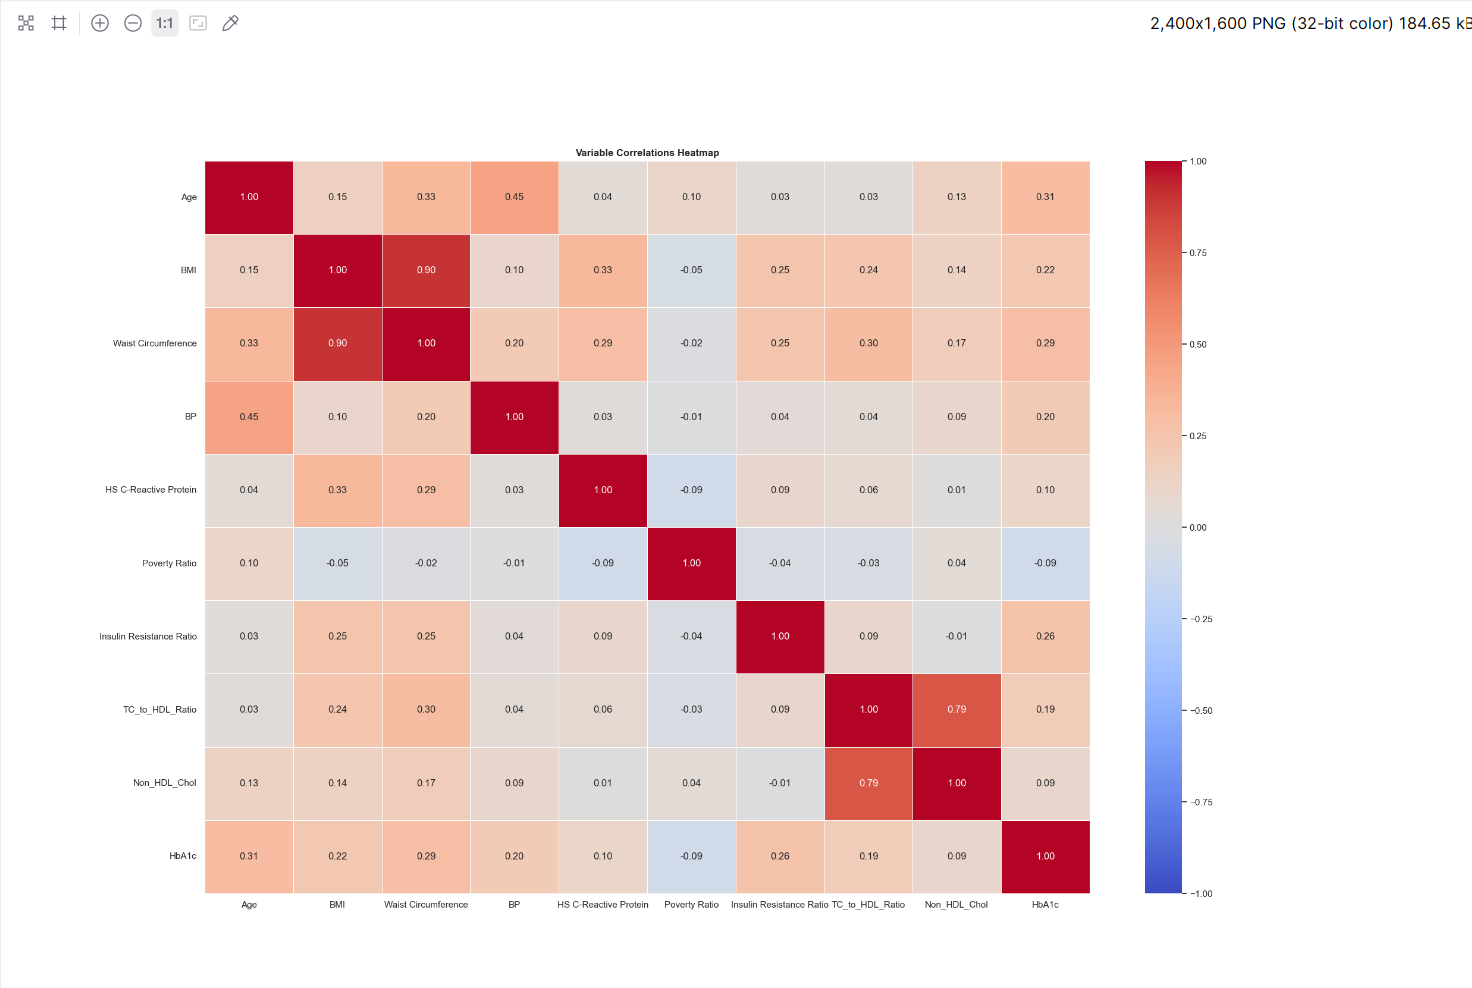 1:1
2,400x1,600 PNG (32-bit color) 184.65 kB
Variable Correlations Heatmap
Age 1.00 0.15 0.33 0.45 0.04 0.10 0.03 0.03 0.13 0.31
BMI 0.15 1.00 0.90 0.10 0.33 -0.05 0.25 0.24 0.14 0.22
Waist Circumference 0.33 0.90 1.00 0.20 0.29 -0.02 0.25 0.30 0.17 0.29
BP 0.45 0.10 0.20 1.00 0.03 -0.01 0.04 0.04 0.09 0.20
HS C-Reactive Protein 0.04 0.33 0.29 0.03 1.00 -0.09 0.09 0.06 0.01 0.10
Poverty Ratio 0.10 -0.05 -0.02 -0.01 -0.09 1.00 -0.04 -0.03 0.04 -0.09
Insulin Resistance Ratio 0.03 0.25 0.25 0.04 0.09 -0.04 1.00 0.09 -0.01 0.26
TC_to_HDL_Ratio 0.03 0.24 0.30 0.04 0.06 -0.03 0.09 1.00 0.79 0.19
Non_HDL_Chol 0.13 0.14 0.17 0.09 0.01 0.04 -0.01 0.79 1.00 0.09
HbA1c 0.31 0.22 0.29 0.20 0.10 -0.09 0.26 0.19 0.09 1.00
Age BMI Waist Circumference BP HS C-Reactive Protein Poverty Ratio Insulin Resistance Ratio TC_to_HDL_Ratio Non_HDL_Chol HbA1c
1.00
0.75
0.50
0.25
0.00
−0.25
−0.50
−0.75
−1.00